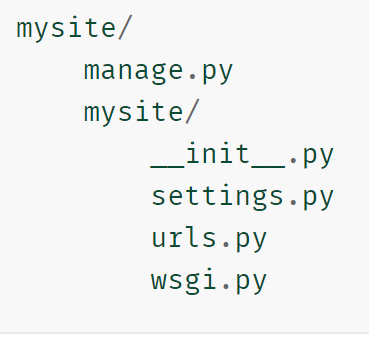 mysite/
    manage.py
    mysite/
        __init__.py
        settings.py
        urls.py
        wsgi.py